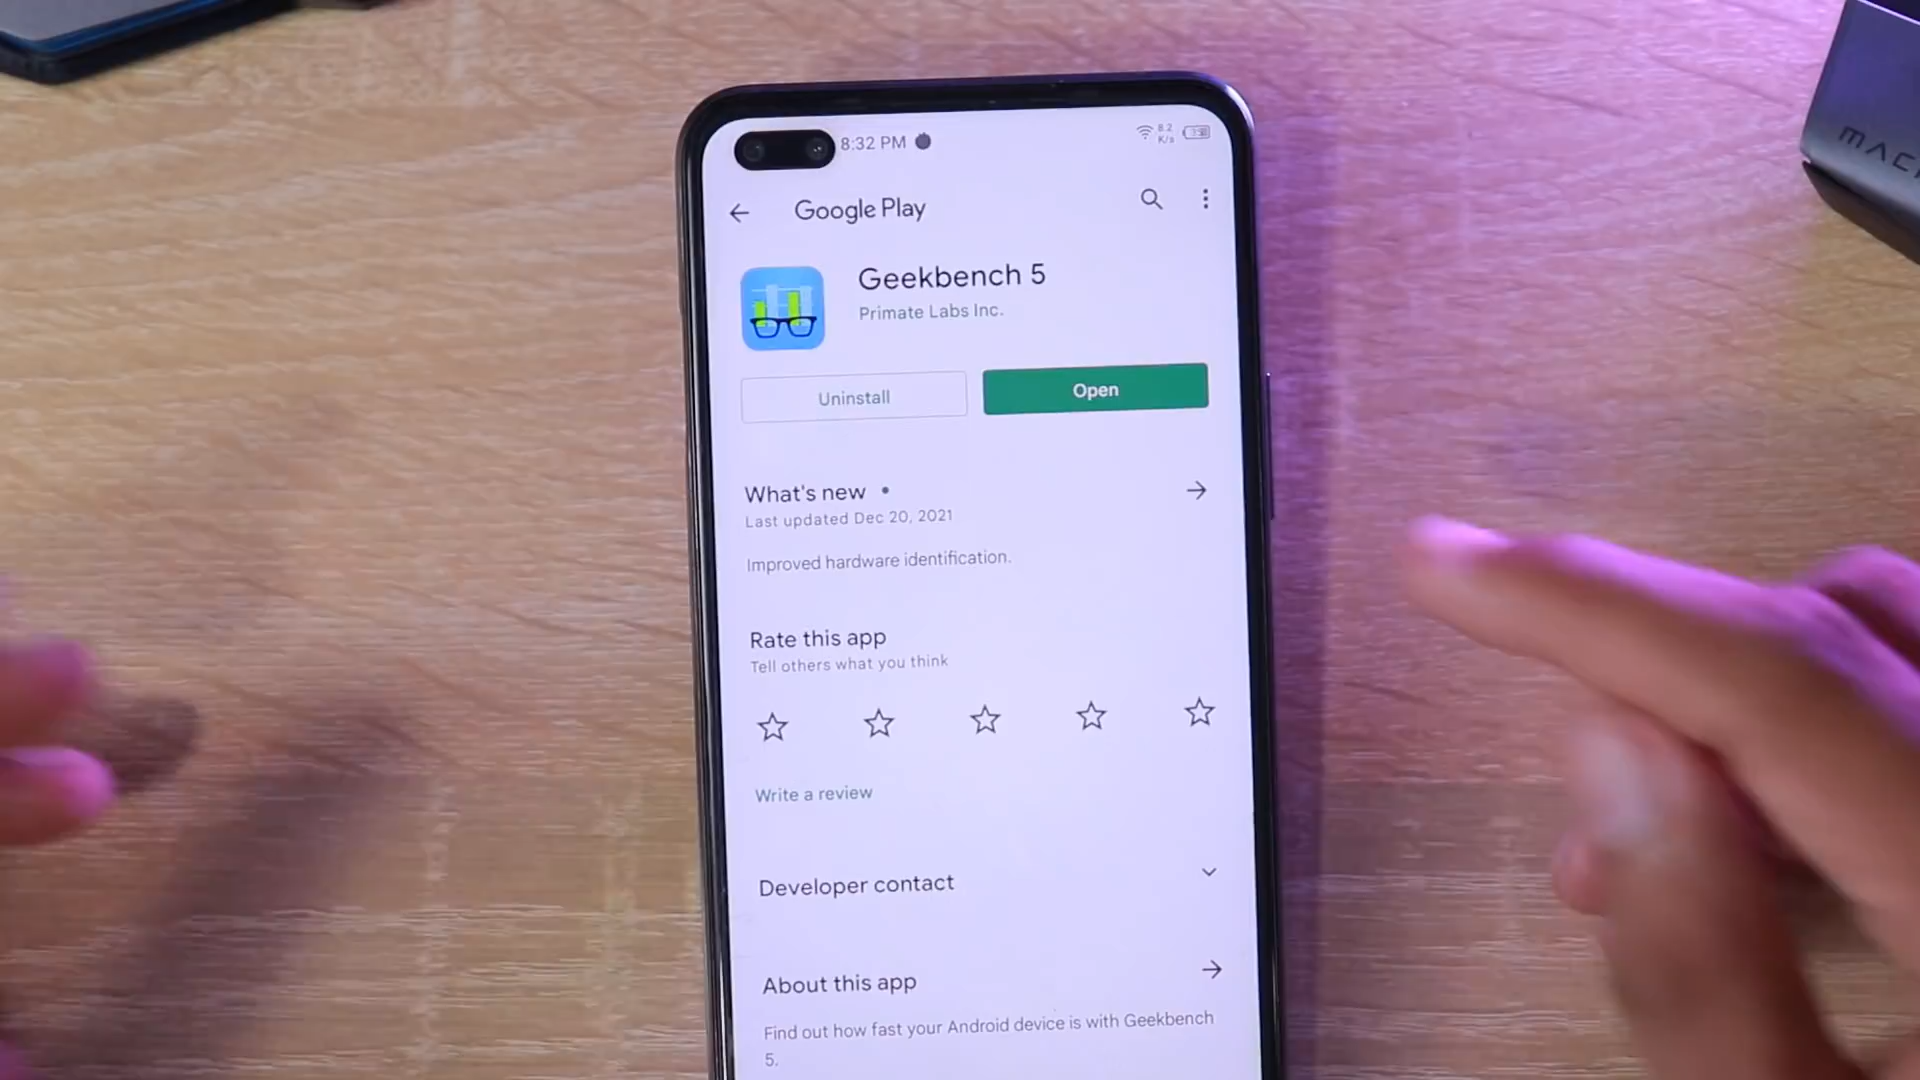 8:32 PM
8.2
K/s
Google Play
Geekbench 5
Primate Labs Inc.
Uninstall
Open
What's new •
Last updated Dec 20, 2021
Improved hardware identification.
Rate this app
Tell others what you think
Write a review
Developer contact
About this app
Find out how fast your Android device is with Geekbench
5.